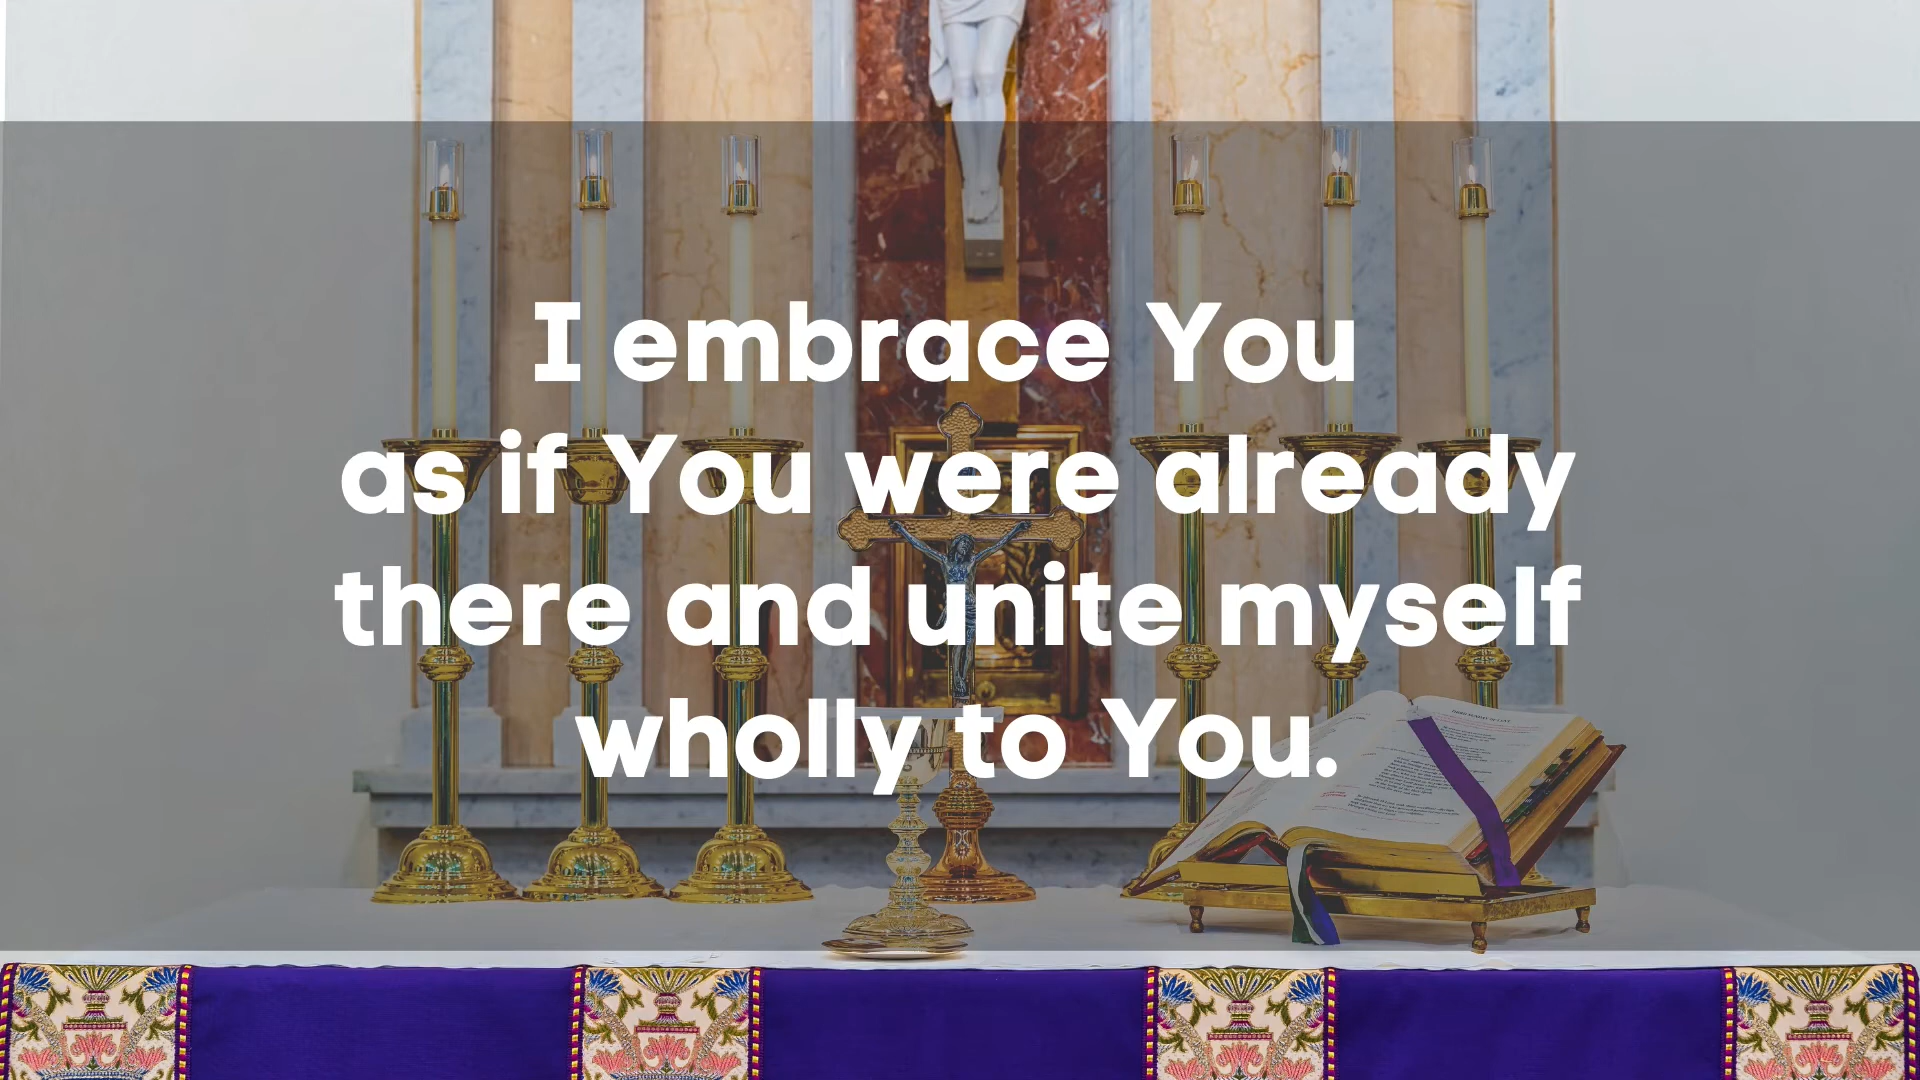 I embrace You
as if You were already
there and unite myself
wholly to You.